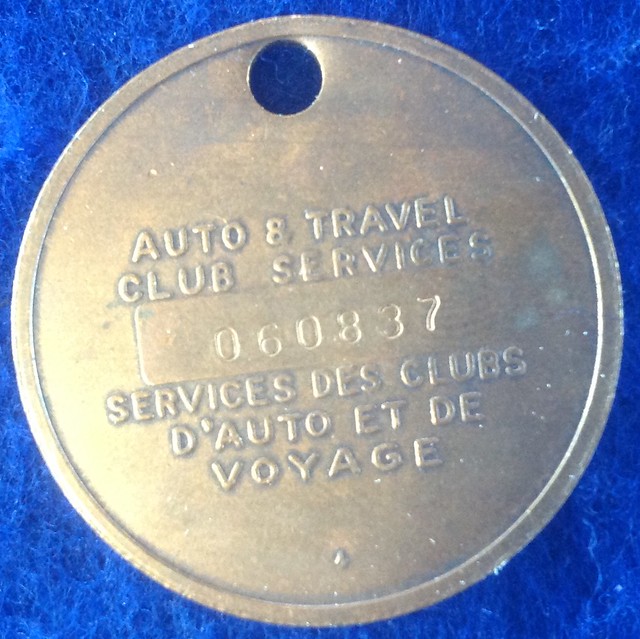 AUTO & TRAVEL
CLUB SERVICES
060837
SERVICES DES CLUBS
D'AUTO ET DE
VOYAGE